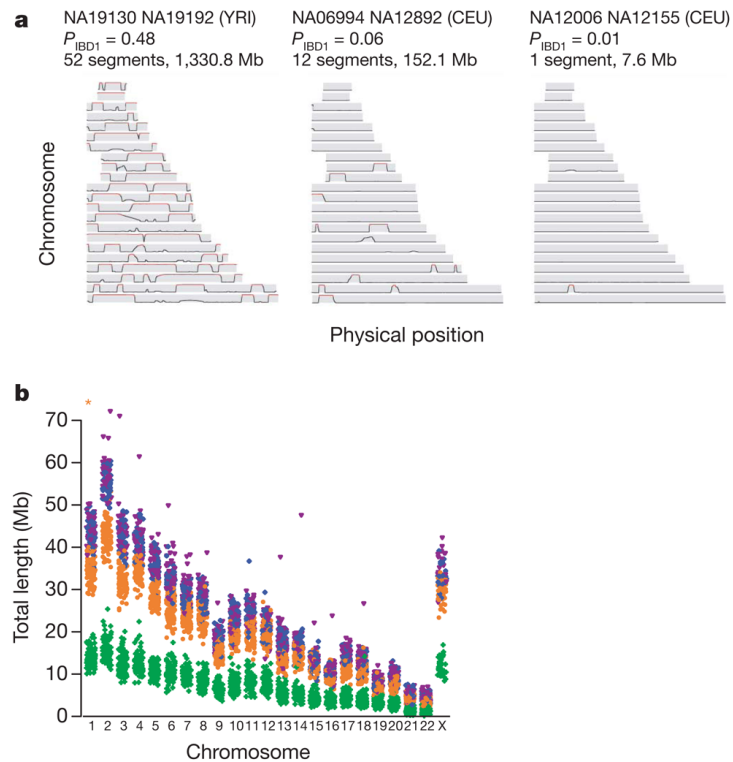 a
NA19130 NA19192 (YRI)
P_IBD1 = 0.48
52 segments, 1,330.8 Mb
NA06994 NA12892 (CEU)
P_IBD1 = 0.06
12 segments, 152.1 Mb
NA12006 NA12155 (CEU)
P_IBD1 = 0.01
1 segment, 7.6 Mb
Chromosome
Physical position
b
Total length (Mb)
70
60
50
40
30
20
10
0
1 2 3 4 5 6 7 8 9 10 11 12 13 14 15 16 17 18 19 20 21 22 X
Chromosome